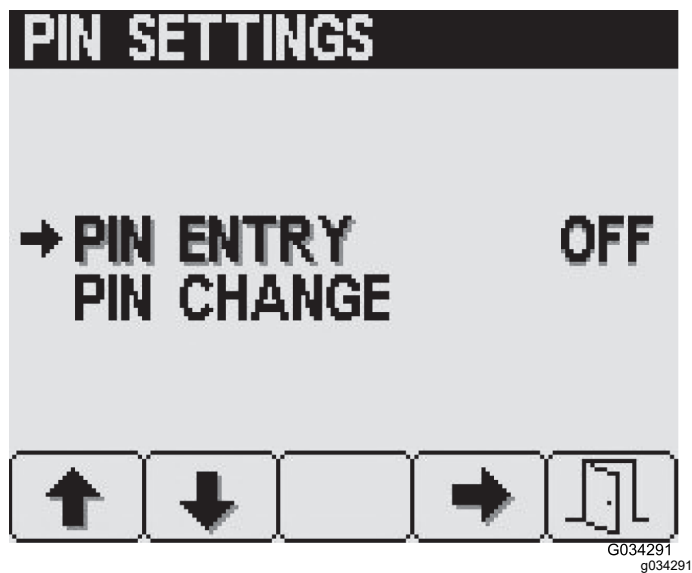 PIN SETTINGS
PIN ENTRY OFF
PIN CHANGE
G034291
g034291